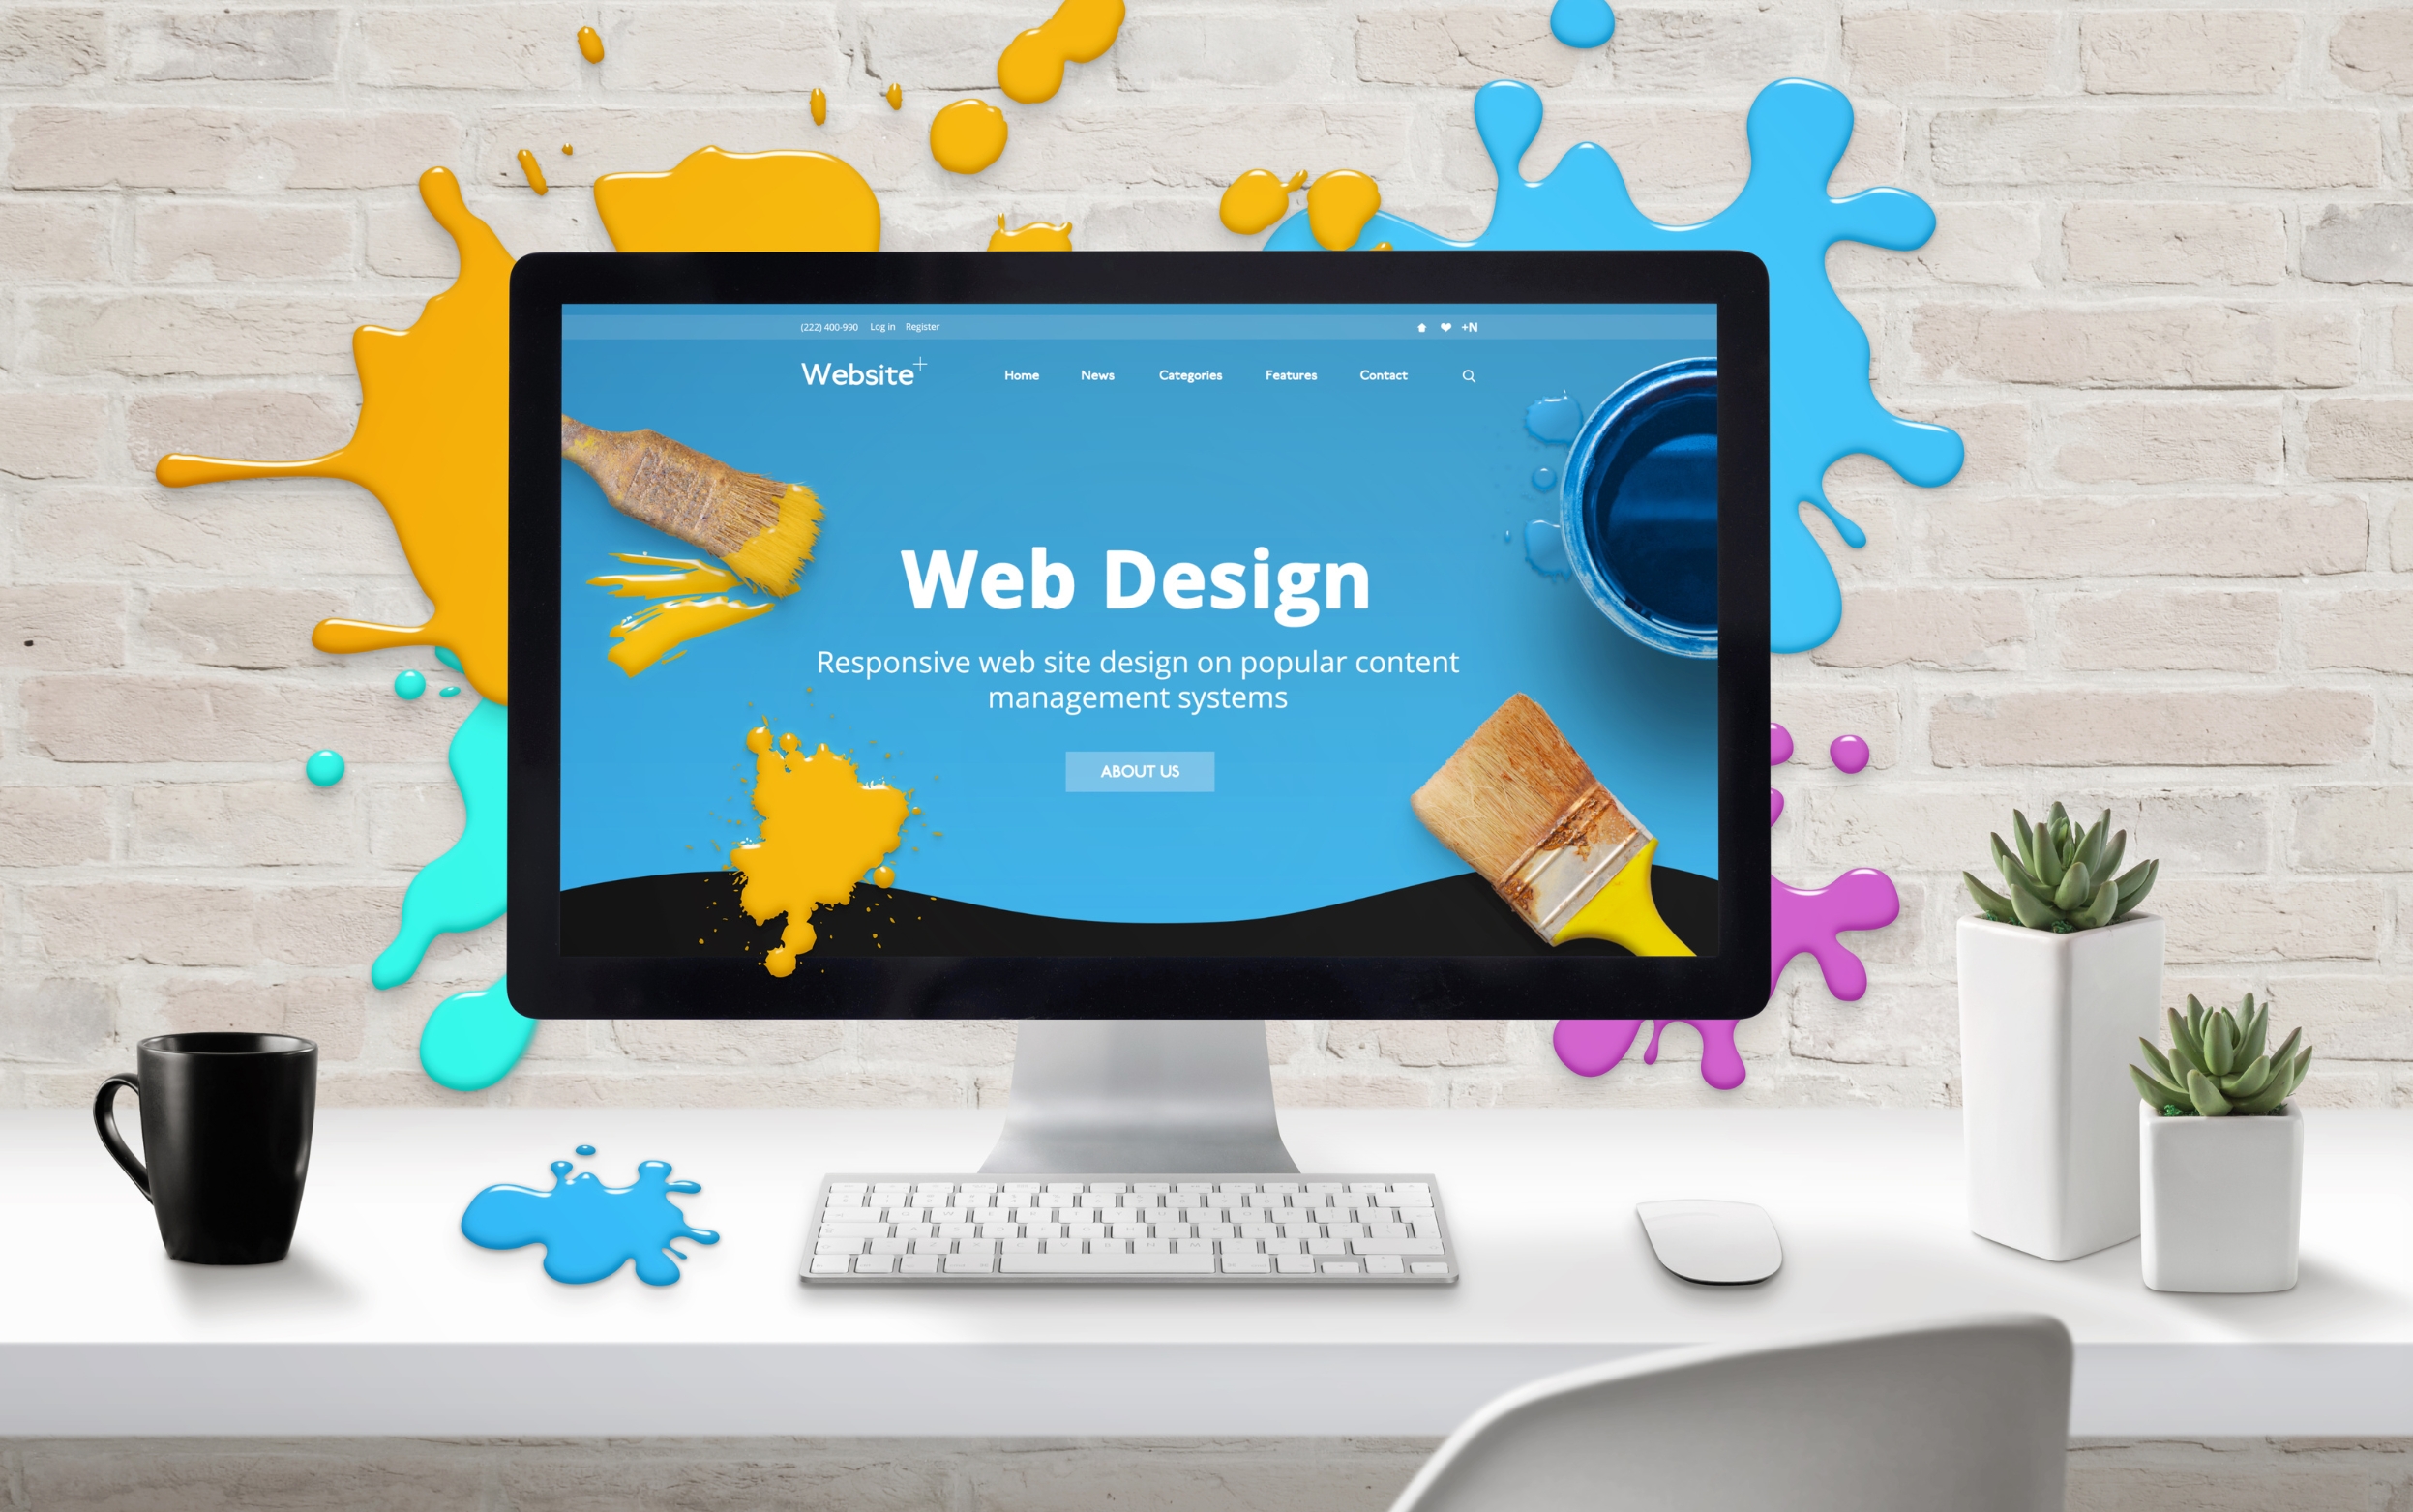 (222) 400-990 Log in Register +N
Website+
Home News Categories Features Contact
Web Design
Responsive web site design on popular content
management systems
ABOUT US